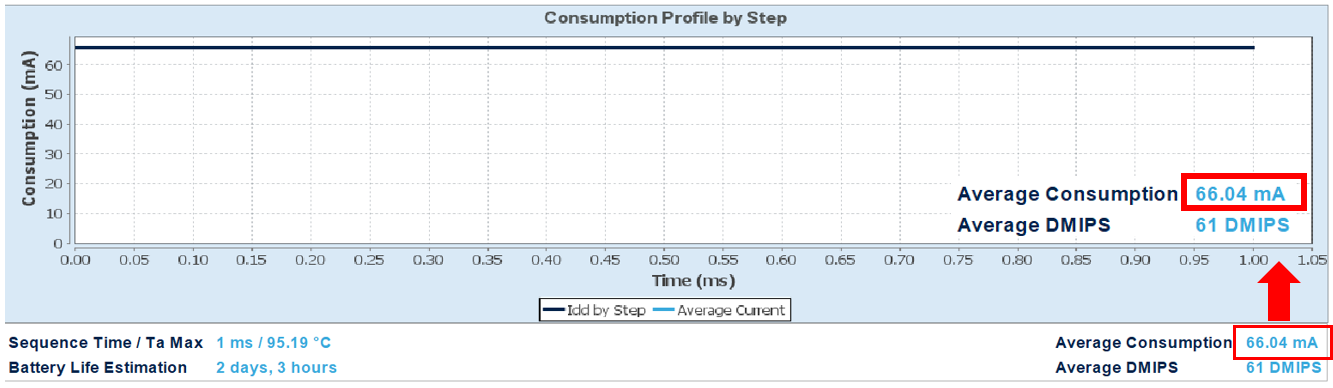 Consumption Profile by Step
Consumption (mA)
60
50
40
30
20
10
0
Average Consumption 66.04 mA
Average DMIPS 61 DMIPS
0.00 0.05 0.10 0.15 0.20 0.25 0.30 0.35 0.40 0.45 0.50 0.55 0.60 0.65 0.70 0.75 0.80 0.85 0.90 0.95 1.00 1.05
Time (ms)
Idd by Step Average Current
Sequence Time / Ta Max 1 ms / 95.19 °C Average Consumption 66.04 mA
Battery Life Estimation 2 days, 3 hours Average DMIPS 61 DMIPS